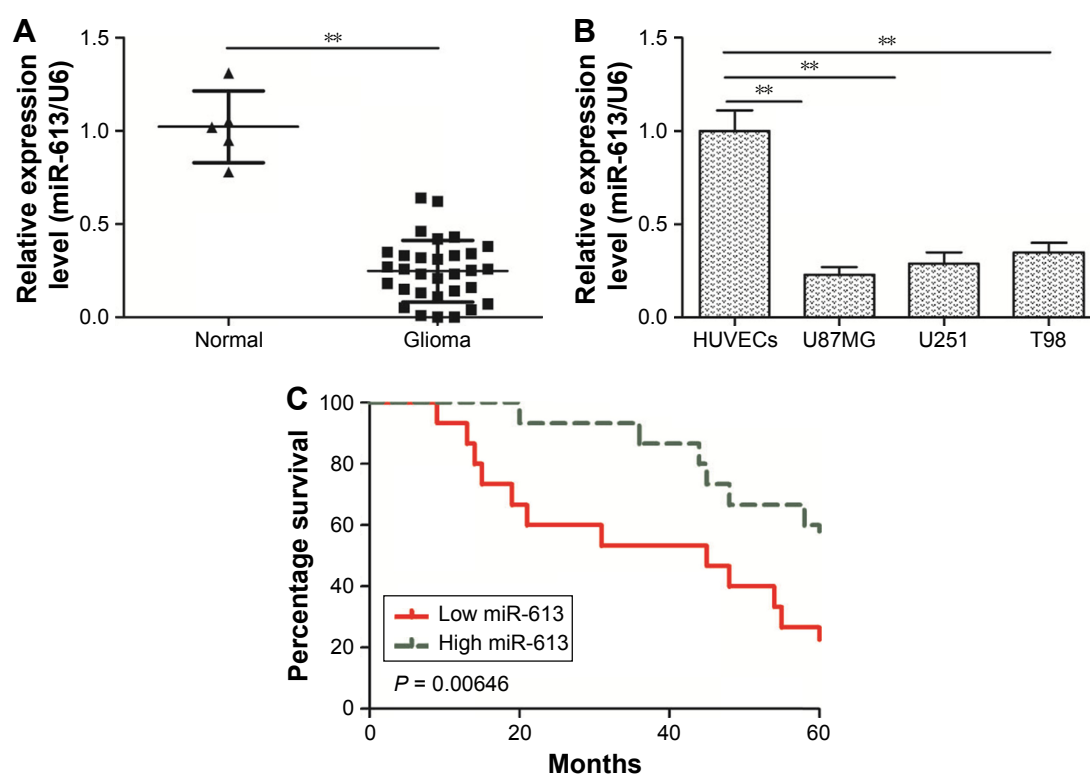 A
Relative expression
level (miR-613/U6)
1.5
1.0
0.5
0.0
**
Normal
Glioma
B
Relative expression
level (miR-613/U6)
1.5
1.0
0.5
0.0
**
**
**
HUVECs
U87MG
U251
T98
C
Percentage survival
100
80
60
40
20
0
Low miR-613
High miR-613
P = 0.00646
0
20
40
60
Months